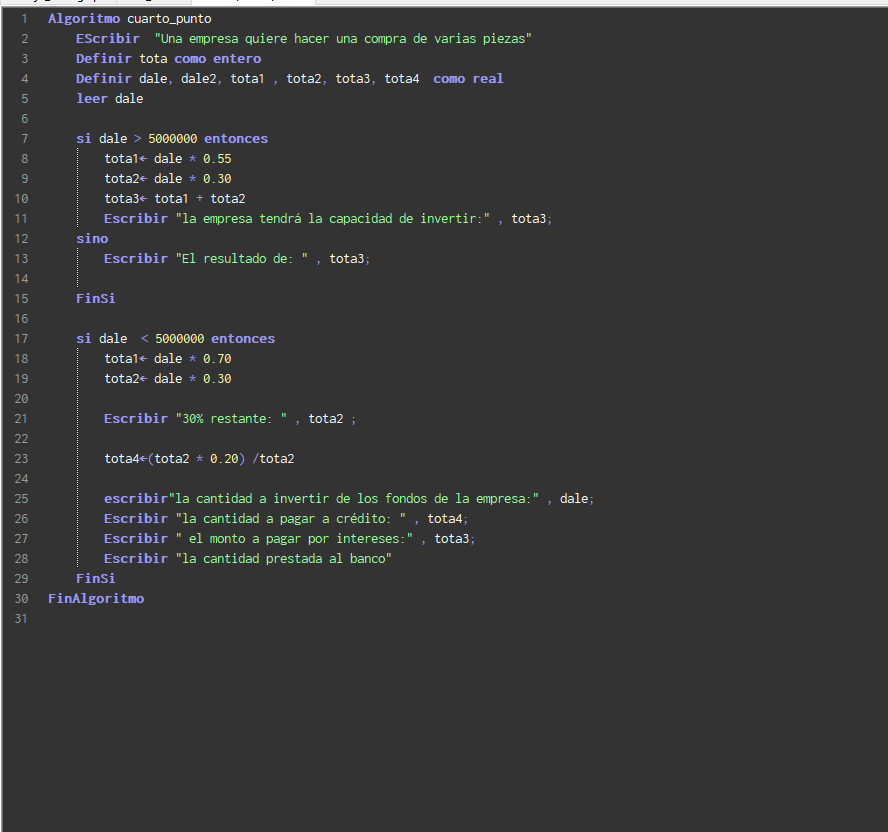 1 Algoritmo cuarto_punto
2 EScribir "Una empresa quiere hacer una compra de varias piezas"
3 Definir tota como entero
4 Definir dale, dale2, tota1 , tota2, tota3, tota4 como real
5 leer dale
6
7 si dale > 5000000 entonces
8 tota1← dale * 0.55
9 tota2← dale * 0.30
10 tota3← tota1 + tota2
11 Escribir "la empresa tendrá la capacidad de invertir:" , tota3;
12 sino
13 Escribir "El resultado de: " , tota3;
14
15 FinSi
16
17 si dale < 5000000 entonces
18 tota1← dale * 0.70
19 tota2← dale * 0.30
20
21 Escribir "30% restante: " , tota2 ;
22
23 tota4←(tota2 * 0.20) /tota2
24
25 escribir"la cantidad a invertir de los fondos de la empresa:" , dale;
26 Escribir "la cantidad a pagar a crédito: " , tota4;
27 Escribir " el monto a pagar por intereses:" , tota3;
28 Escribir "la cantidad prestada al banco"
29 FinSi
30 FinAlgoritmo
31